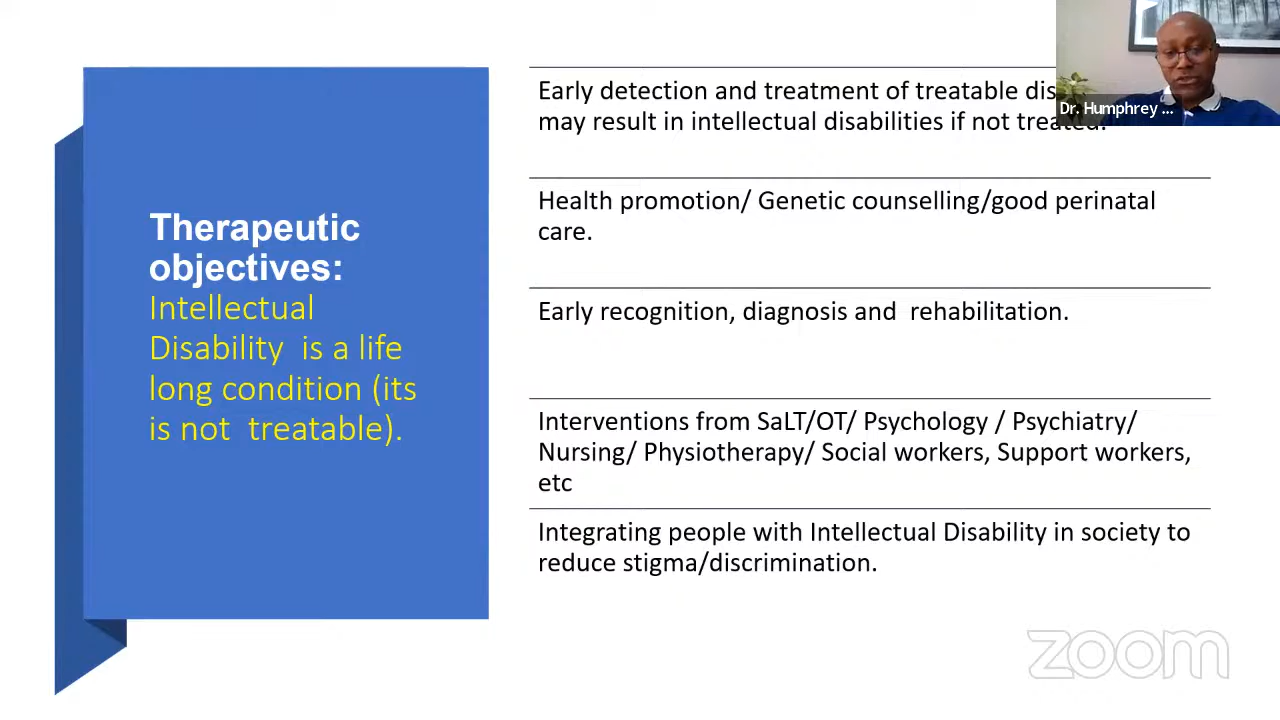 Therapeutic
objectives:
Intellectual
Disability is a life
long condition (its
is not treatable).
Early detection and treatment of treatable
may result in intellectual disabilities if not treated.
Health promotion/ Genetic counselling/good perinatal
care.
Early recognition, diagnosis and rehabilitation.
Interventions from SaLT/OT/ Psychology / Psychiatry/
Nursing/ Physiotherapy/ Social workers, Support workers,
etc
Integrating people with Intellectual Disability in society to
reduce stigma/discrimination.
Dr. Humphrey ...
zoom